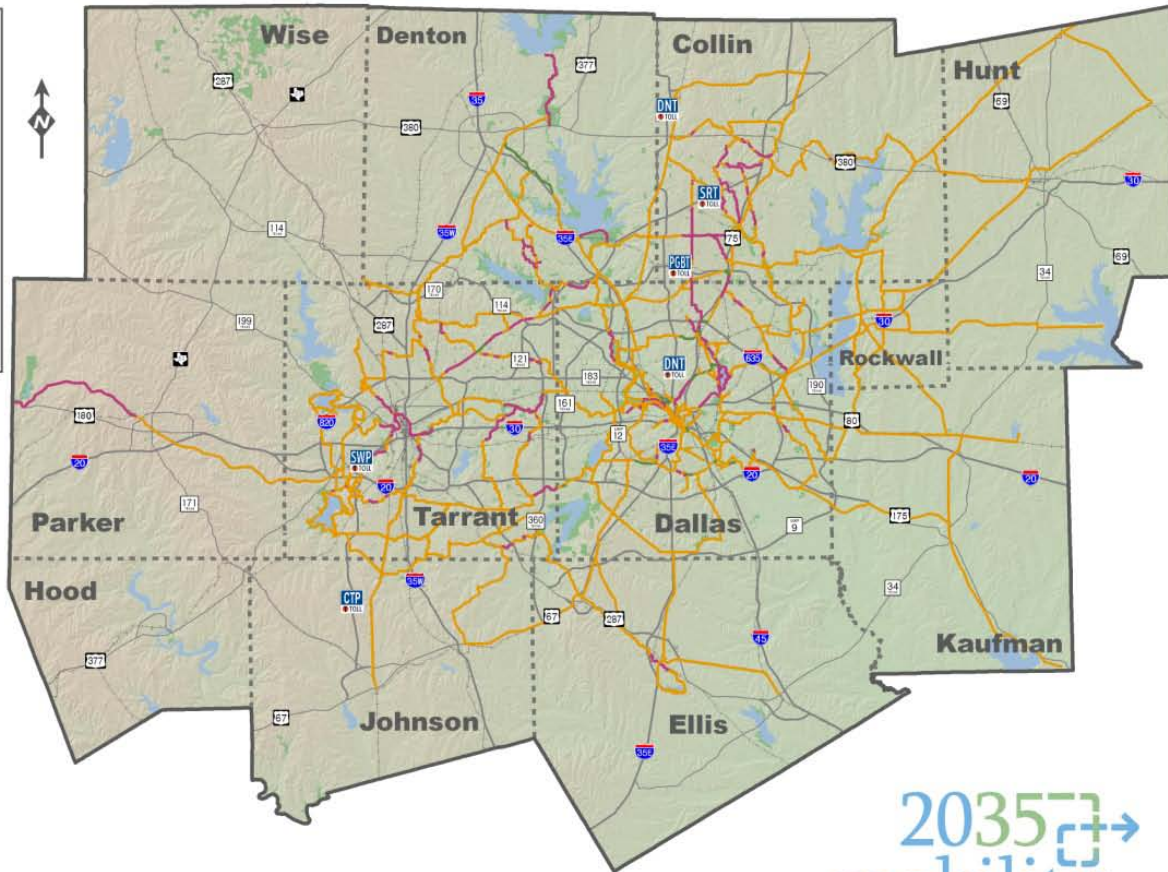 Wise
Denton
Collin
Hunt
377
287
69
35
DNT
TOLL
380
380
30
SRT
TOLL
114
35W
35E
75
69
PGBT
TOLL
34
170
114
199
287
30
Rockwall
121
DNT
TOLL
635
183
190
161
180
820
30
12
80
35E
SWP
TOLL
20
20
20
20
171
175
Parker
Tarrant
360
Dallas
9
Hood
35W
34
CTP
TOLL
67
287
45
Kaufman
377
67
Johnson
Ellis
35E
2035